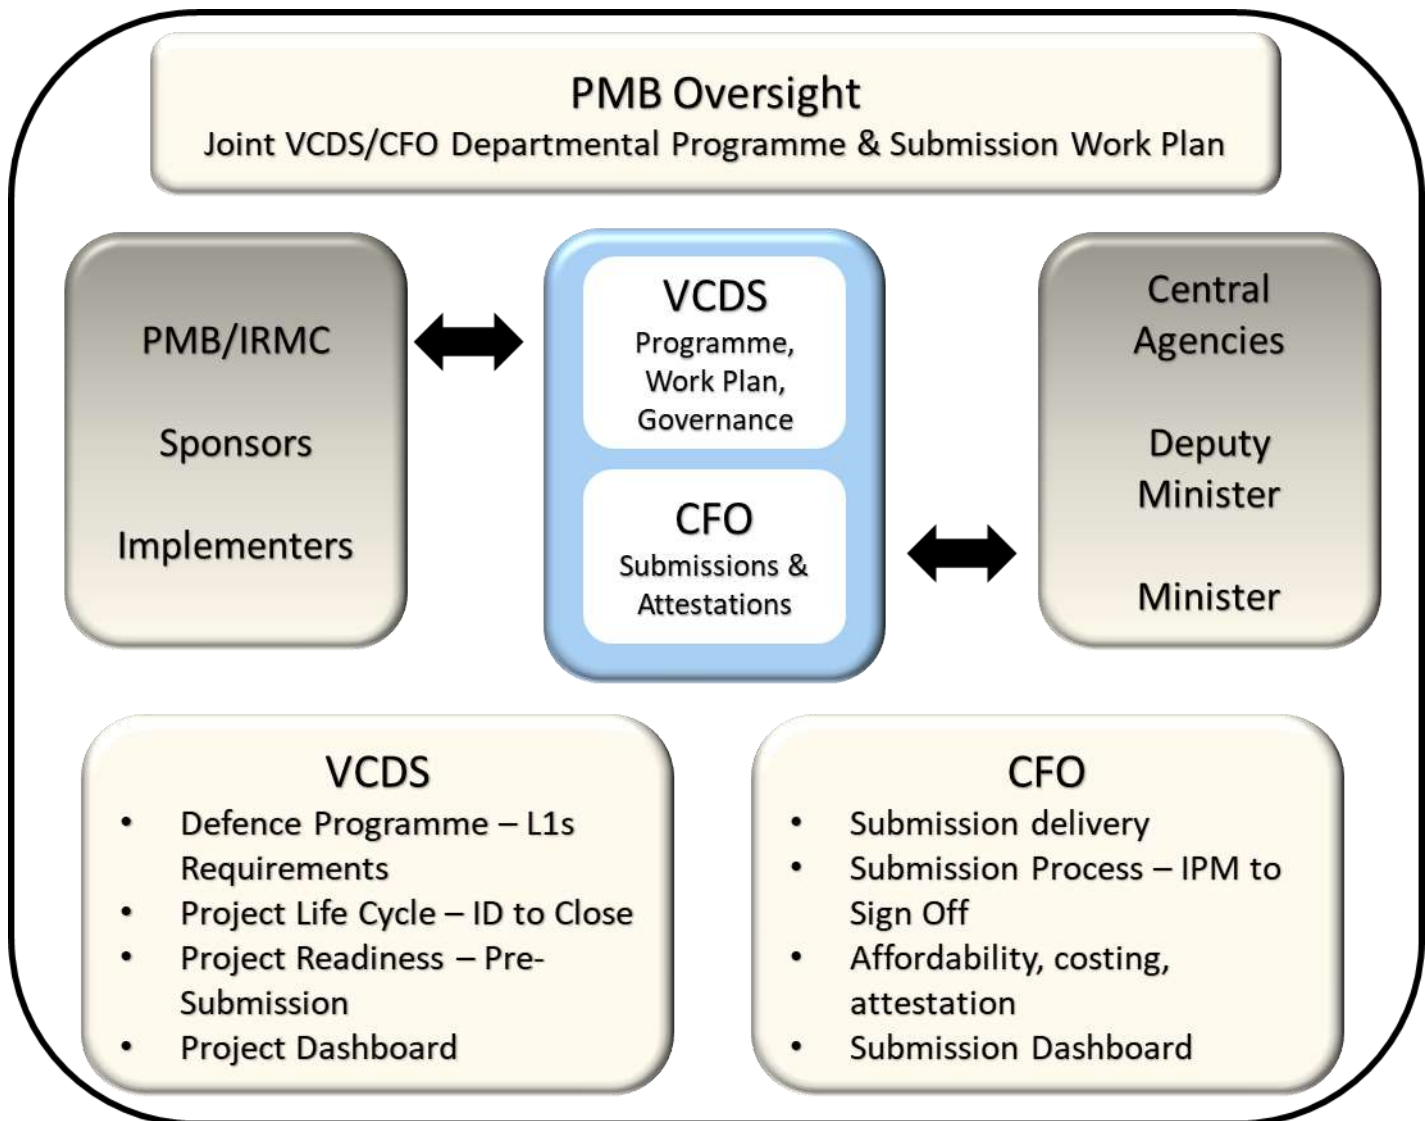 PMB Oversight
Joint VCDS/CFO Departmental Programme & Submission Work Plan
PMB/IRMC
Sponsors
Implementers
VCDS
Programme,
Work Plan,
Governance
CFO
Submissions &
Attestations
Central
Agencies
Deputy
Minister
Minister
VCDS
• Defence Programme – L1s
Requirements
• Project Life Cycle – ID to Close
• Project Readiness – Pre-
Submission
• Project Dashboard
CFO
• Submission delivery
• Submission Process – IPM to
Sign Off
• Affordability, costing,
attestation
• Submission Dashboard